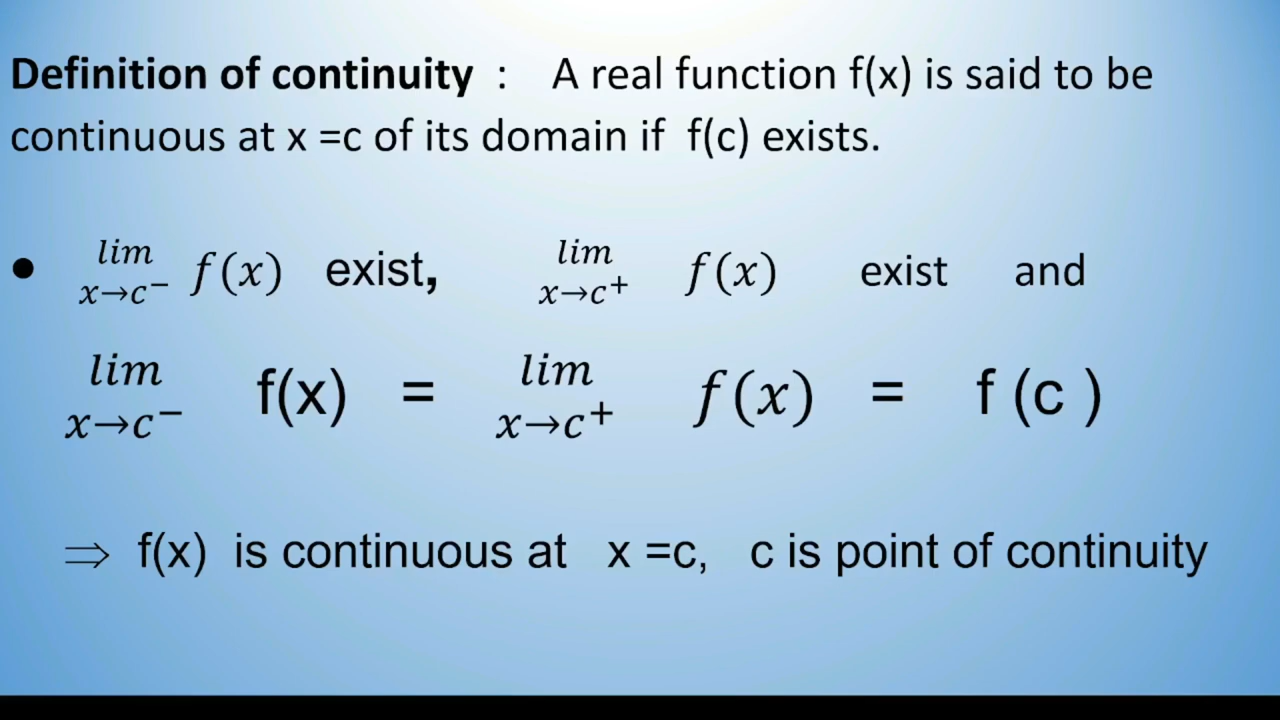 Definition of continuity : A real function f(x) is said to be
continuous at x =c of its domain if f(c) exists.
• lim x→c⁻ f(x) exist, lim x→c⁺ f(x) exist and
lim x→c⁻ f(x) = lim x→c⁺ f(x) = f (c )
⇒ f(x) is continuous at x =c, c is point of continuity